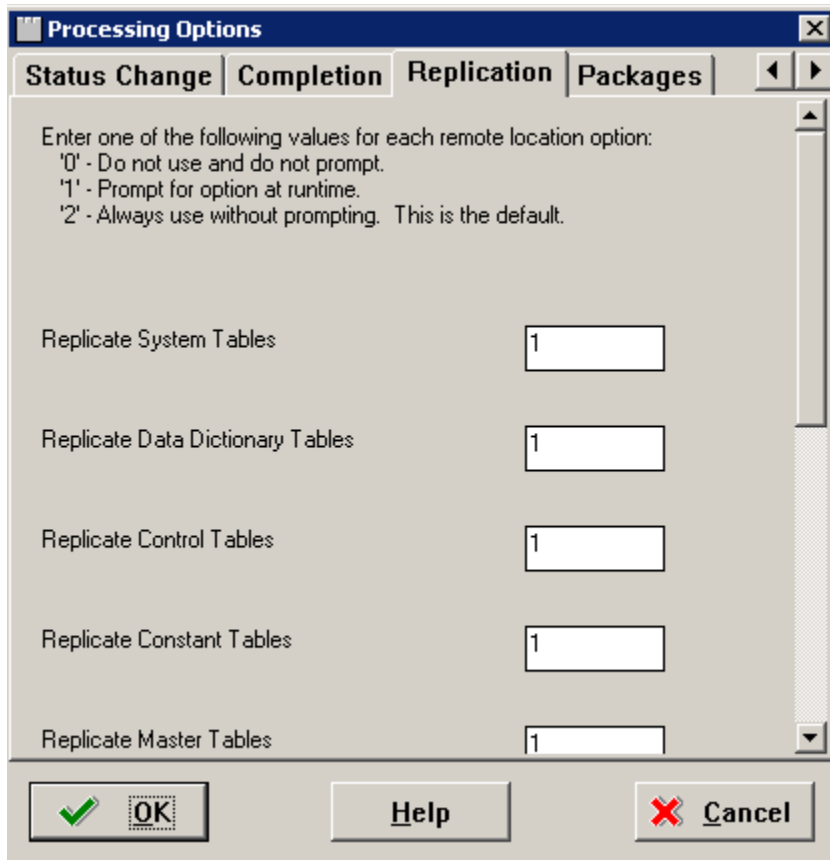 Processing Options
Status Change Completion Replication Packages
Enter one of the following values for each remote location option:
'0' - Do not use and do not prompt.
'1' - Prompt for option at runtime.
'2' - Always use without prompting.  This is the default.
Replicate System Tables 1
Replicate Data Dictionary Tables 1
Replicate Control Tables 1
Replicate Constant Tables 1
Replicate Master Tables 1
OK Help Cancel